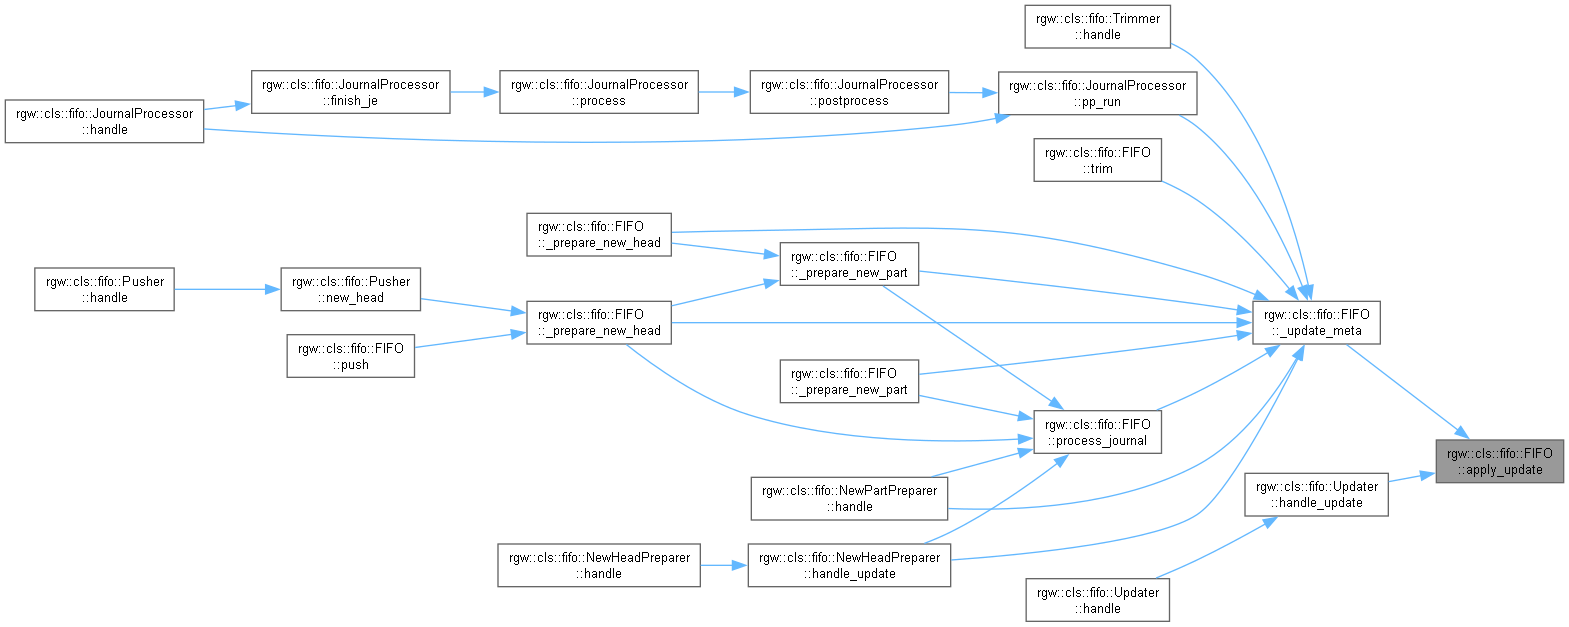 rgw::cls::fifo::Trimmer
::handle
rgw::cls::fifo::JournalProcessor
::finish_je
rgw::cls::fifo::JournalProcessor
::process
rgw::cls::fifo::JournalProcessor
::postprocess
rgw::cls::fifo::JournalProcessor
::pp_run
rgw::cls::fifo::JournalProcessor
::handle
rgw::cls::fifo::FIFO
::trim
rgw::cls::fifo::FIFO
::_prepare_new_head
rgw::cls::fifo::FIFO
::_prepare_new_part
rgw::cls::fifo::Pusher
::handle
rgw::cls::fifo::Pusher
::new_head
rgw::cls::fifo::FIFO
::_prepare_new_head
rgw::cls::fifo::FIFO
::_update_meta
rgw::cls::fifo::FIFO
::push
rgw::cls::fifo::FIFO
::_prepare_new_part
rgw::cls::fifo::FIFO
::process_journal
rgw::cls::fifo::FIFO
::apply_update
rgw::cls::fifo::NewPartPreparer
::handle
rgw::cls::fifo::Updater
::handle_update
rgw::cls::fifo::NewHeadPreparer
::handle
rgw::cls::fifo::NewHeadPreparer
::handle_update
rgw::cls::fifo::Updater
::handle